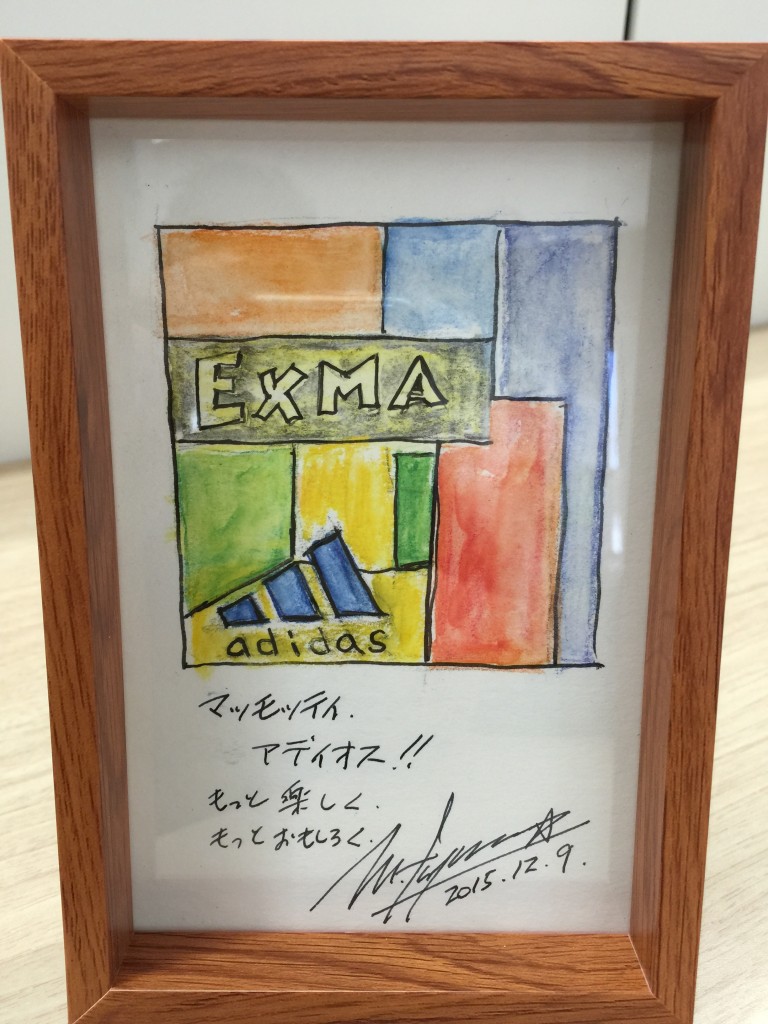 EXMA
adidas
マッモッティ.
アディオス!!
もっと楽しく.
もっとおもしろく.
2015.12.9.